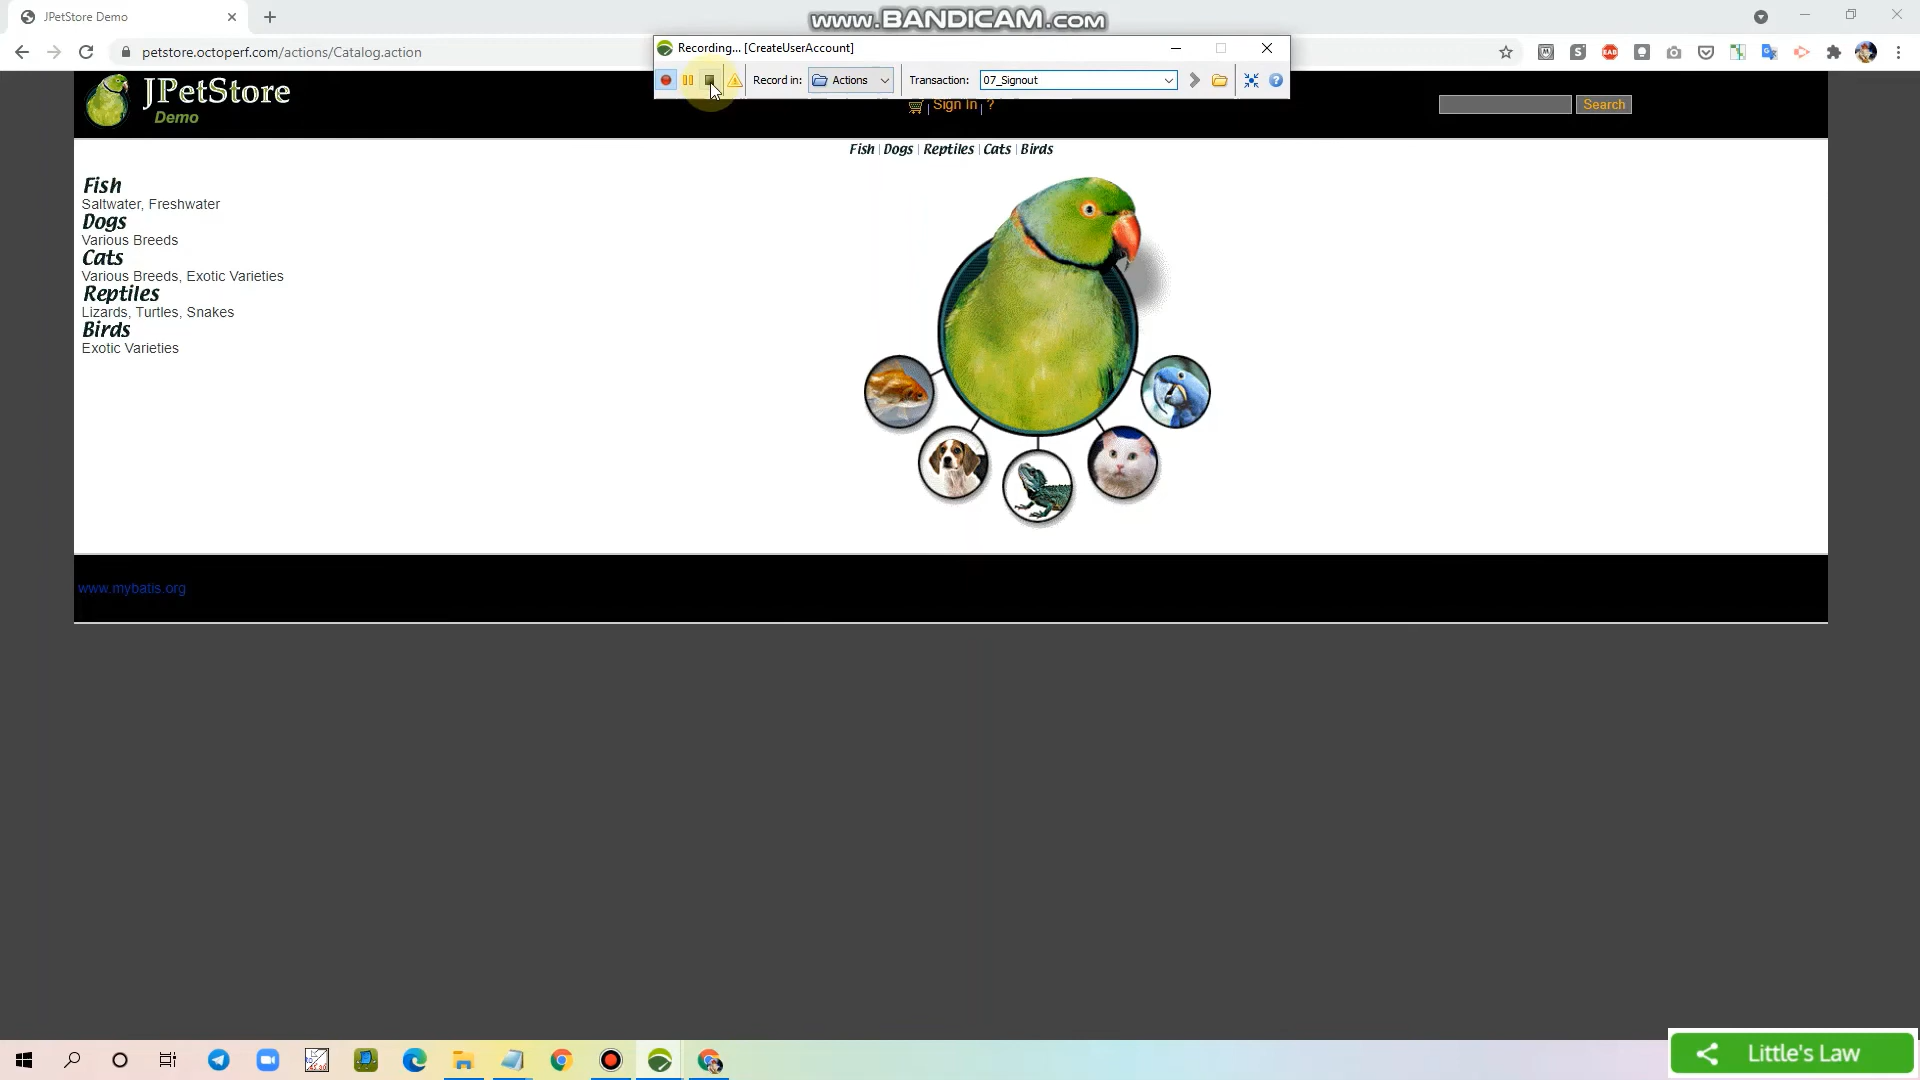 JPetStore Demo
www.BANDICAM.com
petstore.octoperf.com/actions/Catalog.action
Recording... [CreateUserAccount]
Record in: Actions Transaction: 07_Signout
JPetStore
Demo
Sign In ?
Search
Fish Dogs Reptiles Cats Birds
Fish
Saltwater, Freshwater
Dogs
Various Breeds
Cats
Various Breeds, Exotic Varieties
Reptiles
Lizards, Turtles, Snakes
Birds
Exotic Varieties
www.mybatis.org
Little's Law